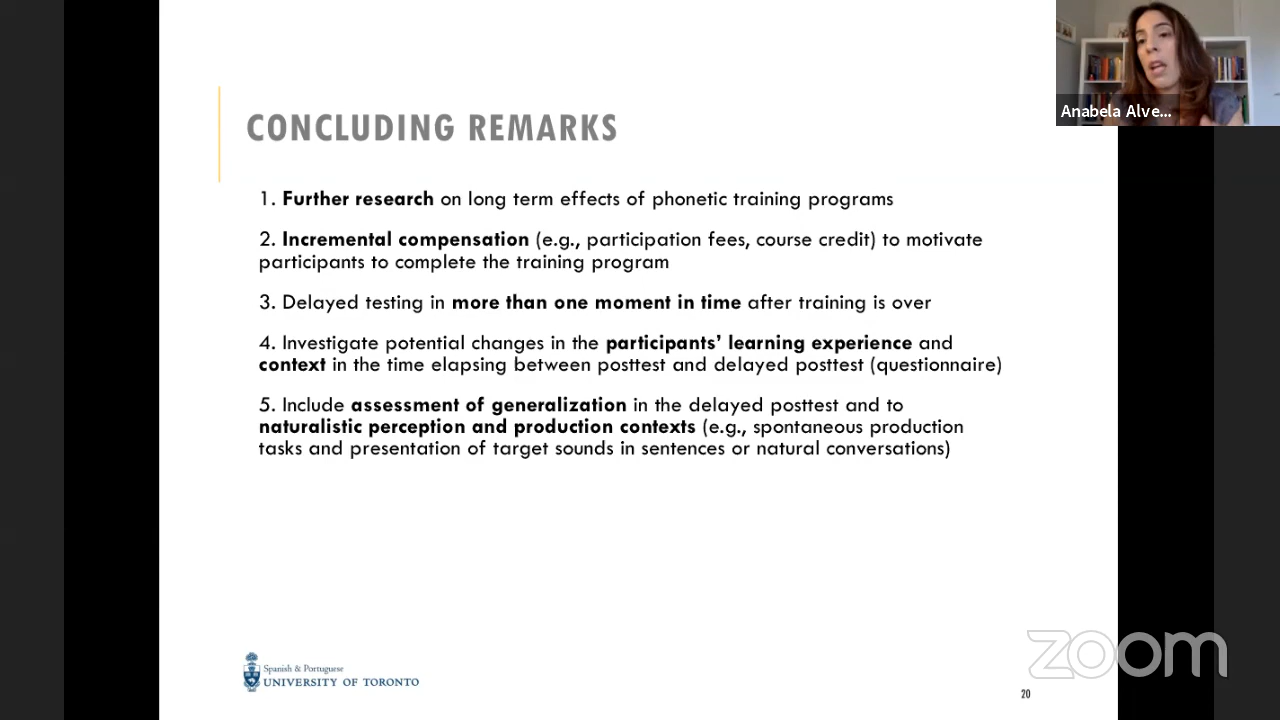 Anabela Alve...
CONCLUDING REMARKS
1. Further research on long term effects of phonetic training programs
2. Incremental compensation (e.g., participation fees, course credit) to motivate
participants to complete the training program
3. Delayed testing in more than one moment in time after training is over
4. Investigate potential changes in the participants’ learning experience and
context in the time elapsing between posttest and delayed posttest (questionnaire)
5. Include assessment of generalization in the delayed posttest and to
naturalistic perception and production contexts (e.g., spontaneous production
tasks and presentation of target sounds in sentences or natural conversations)
Spanish & Portuguese
UNIVERSITY OF TORONTO
zoom
20